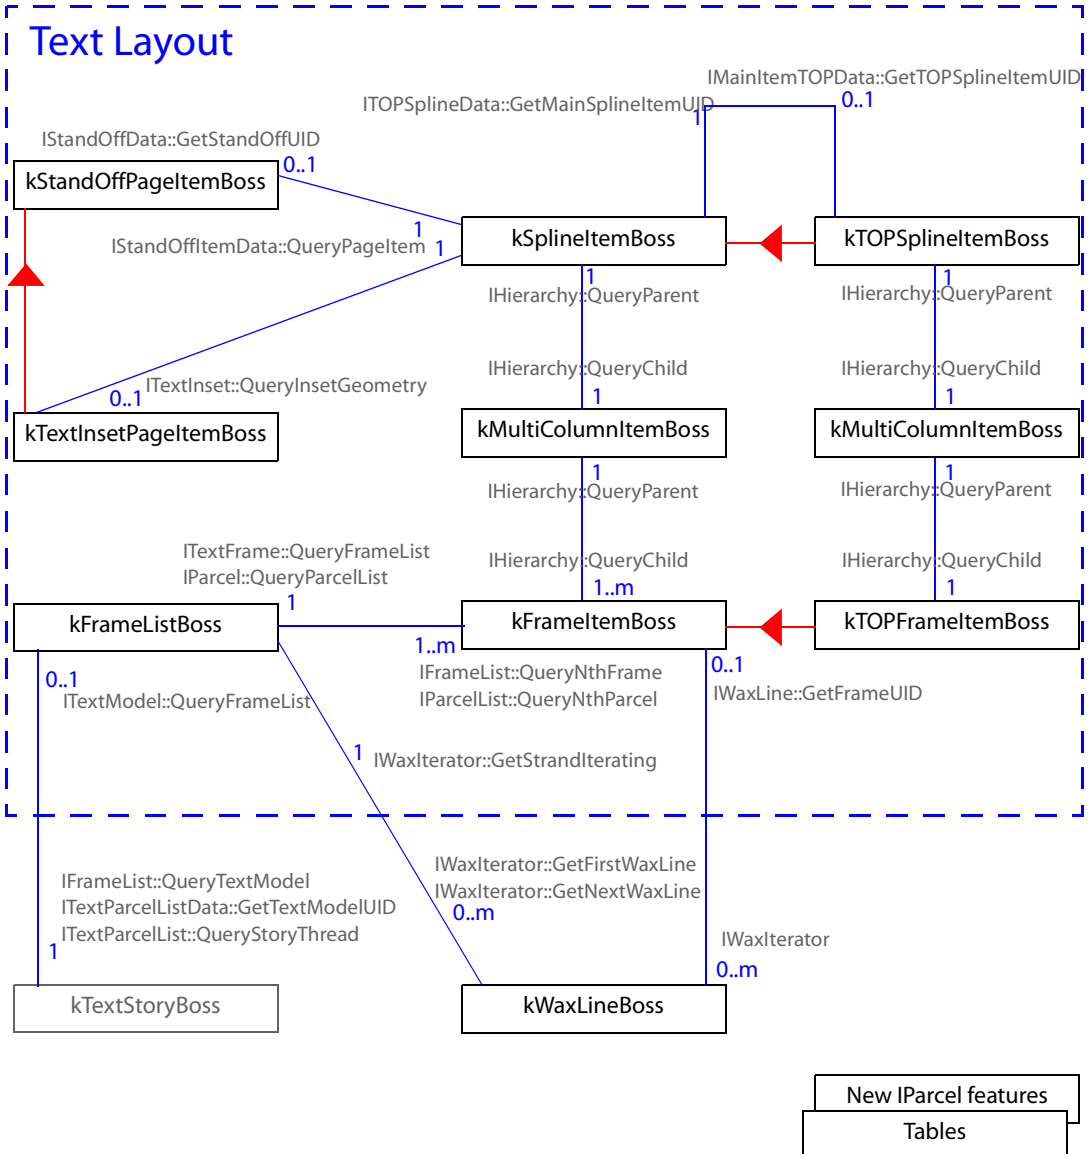 Text Layout
IMainItemTOPData::GetTOPSplineItemUID
ITOPSplineData::GetMainSplineItemUID
0..1
1
IStandOffData::GetStandOffUID
0..1
kStandOffPageItemBoss
1
IStandOffItemData::QueryPageItem
1
kSplineItemBoss
kTOPSplineItemBoss
1
1
IHierarchy::QueryParent
IHierarchy::QueryParent
IHierarchy::QueryChild
IHierarchy::QueryChild
ITextInset::QueryInsetGeometry
0..1
1
1
kTextInsetPageItemBoss
kMultiColumnItemBoss
kMultiColumnItemBoss
1
1
IHierarchy::QueryParent
IHierarchy::QueryParent
ITextFrame::QueryFrameList
IParcel::QueryParcelList
IHierarchy::QueryChild
IHierarchy::QueryChild
1
1..m
1
kFrameListBoss
kFrameItemBoss
kTOPFrameItemBoss
1..m
0..1
0..1
IFrameList::QueryNthFrame
IParcelList::QueryNthParcel
ITextModel::QueryFrameList
IWaxLine::GetFrameUID
1
IWaxIterator::GetStrandIterating
IWaxIterator::GetFirstWaxLine
IWaxIterator::GetNextWaxLine
0..m
IFrameList::QueryTextModel
ITextParcelListData::GetTextModelUID
ITextParcelList::QueryStoryThread
1
IWaxIterator
0..m
kTextStoryBoss
kWaxLineBoss
New IParcel features
Tables